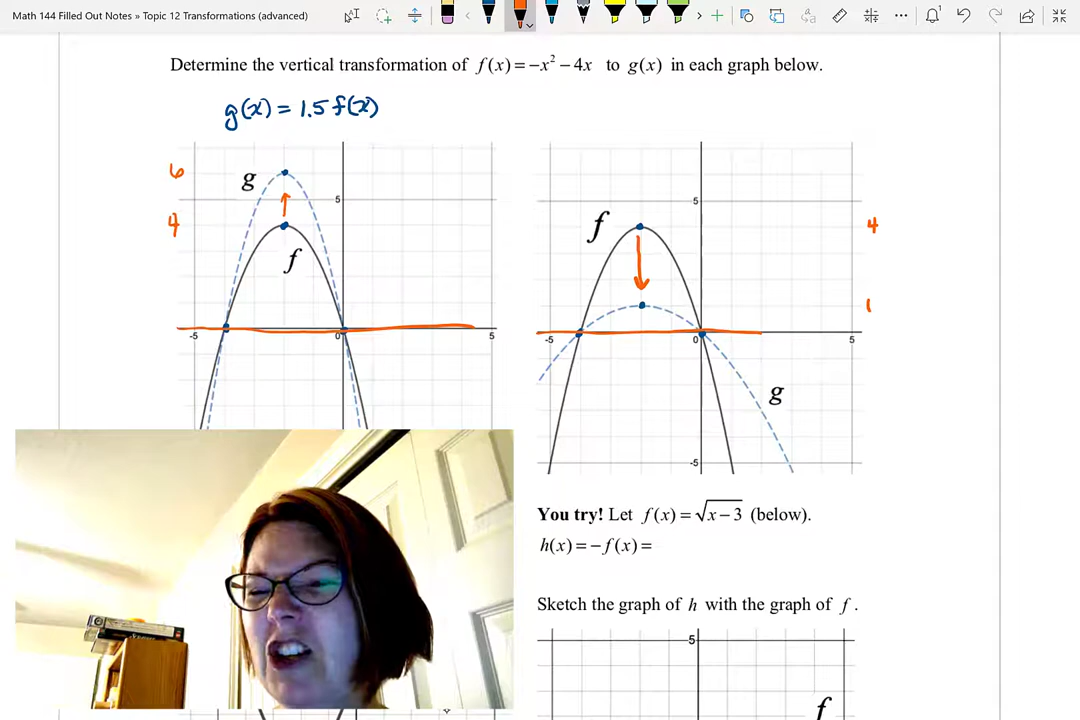 Math 144 Filled Out Notes » Topic 12 Transformations (advanced)
Determine the vertical transformation of f(x)=−x² − 4x to g(x) in each graph below.
g(x) = 1.5 f(x)
6
4
g
f
5
-5
0
5
f
g
5
-5
0
5
-5
4
1
You try! Let f(x)=√x−3 (below).
h(x)=−f(x)=
Sketch the graph of h with the graph of f.
5
f